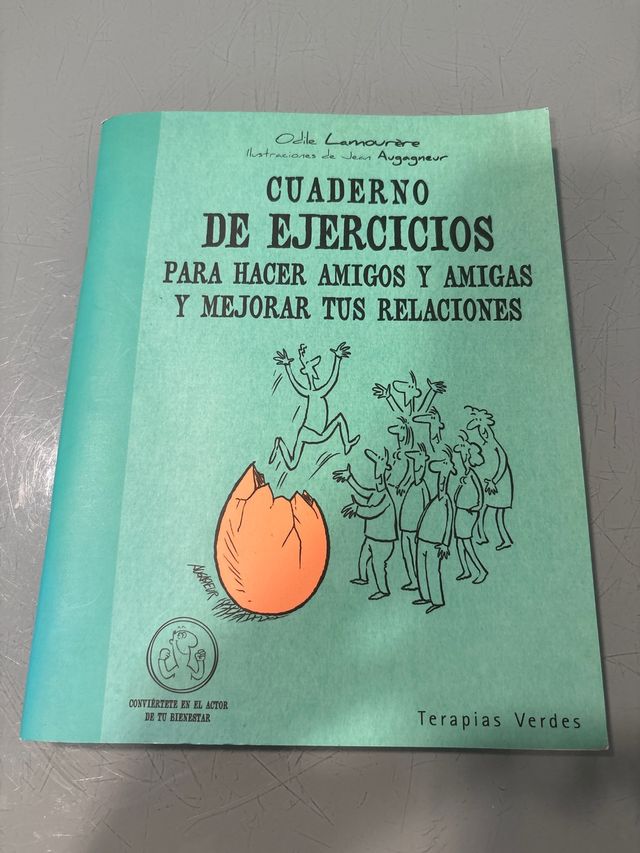 Odile Lamourère
Ilustraciones de Jean Augagneur
CUADERNO
DE EJERCICIOS
PARA HACER AMIGOS Y AMIGAS
Y MEJORAR TUS RELACIONES
AUGAGNEUR
CONVIÉRTETE EN EL ACTOR
DE TU BIENESTAR
Terapias Verdes